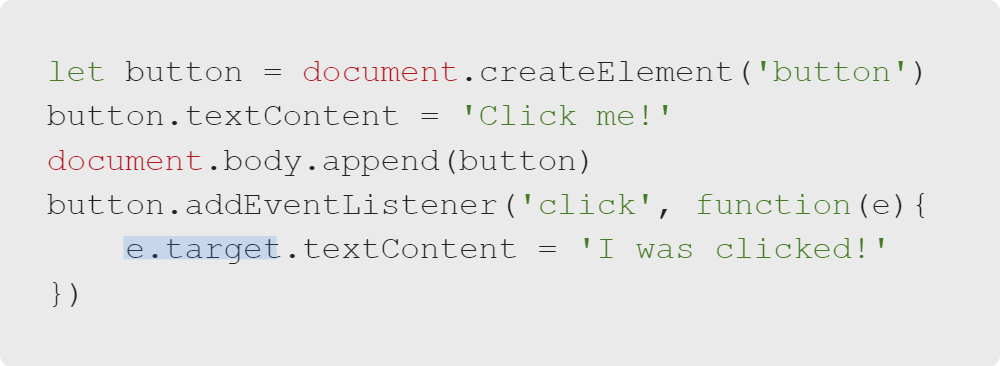 let button = document.createElement('button')
button.textContent = 'Click me!'
document.body.append(button)
button.addEventListener('click', function(e){
    e.target.textContent = 'I was clicked!'
})